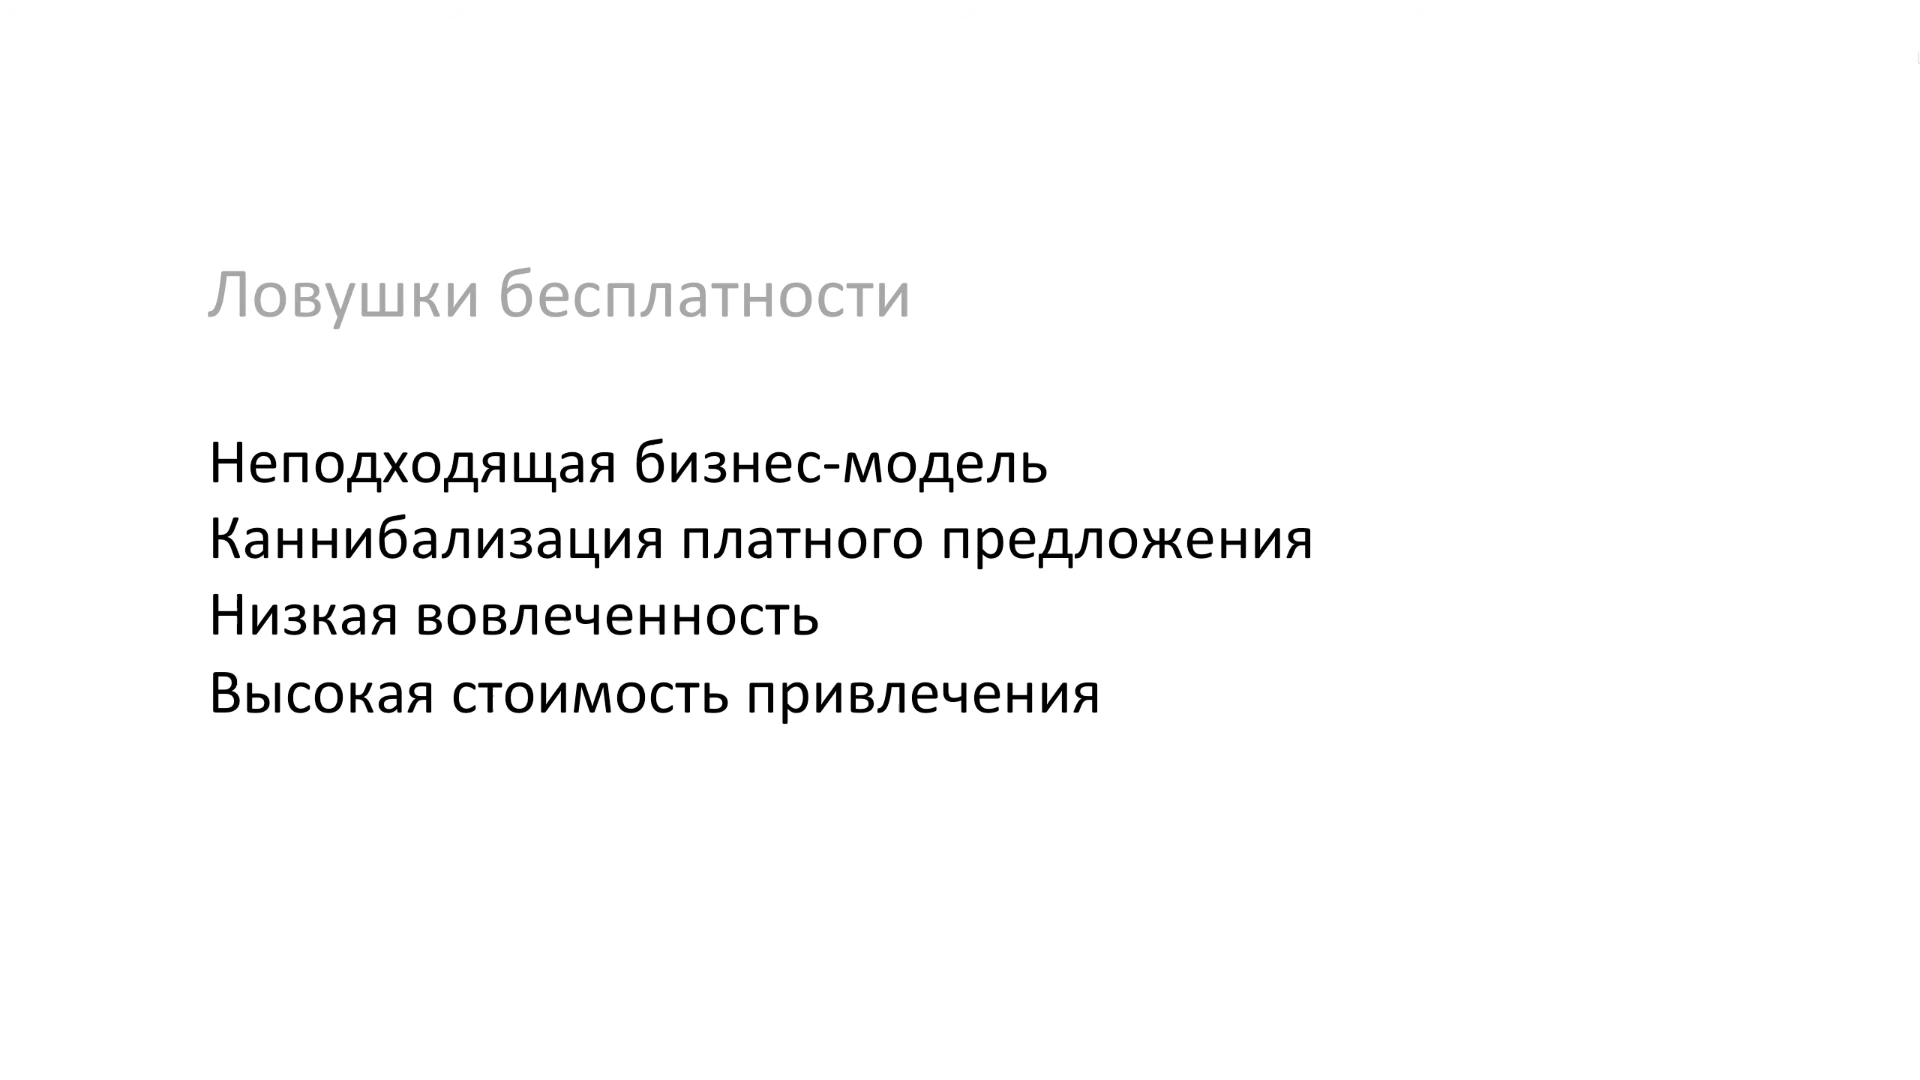 Ловушки бесплатности
Неподходящая бизнес-модель
Каннибализация платного предложения
Низкая вовлеченность
Высокая стоимость привлечения